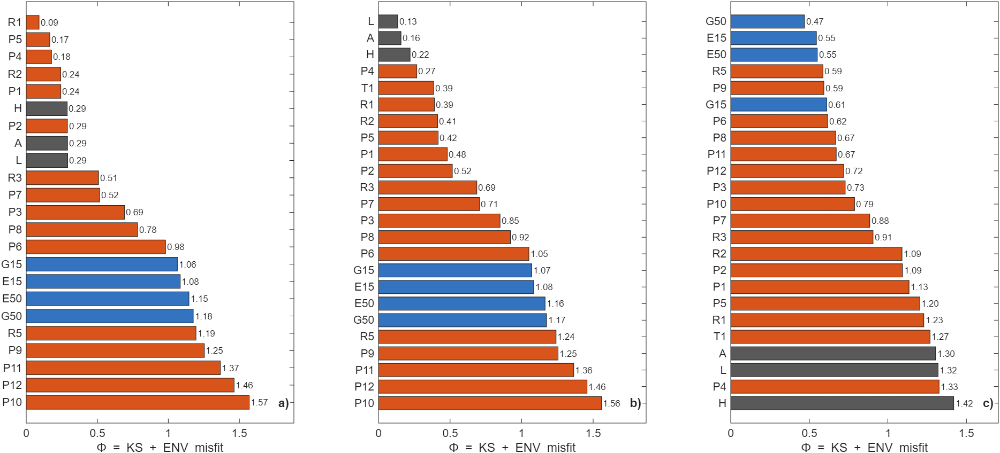 R1 0.09
P5 0.17
P4 0.18
R2 0.24
P1 0.24
H 0.29
P2 0.29
A 0.29
L 0.29
R3 0.51
P7 0.52
P3 0.69
P8 0.78
P6 0.98
G15 1.06
E15 1.08
E50 1.15
G50 1.18
R5 1.19
P9 1.25
P11 1.37
P12 1.46
P10 1.57 a)
0 0.5 1 1.5
Φ = KS + ENV misfit
L 0.13
A 0.16
H 0.22
P4 0.27
T1 0.39
R1 0.39
R2 0.41
P5 0.42
P1 0.48
P2 0.52
R3 0.69
P7 0.71
P3 0.85
P8 0.92
P6 1.05
G15 1.07
E15 1.08
E50 1.16
G50 1.17
R5 1.24
P9 1.25
P11 1.36
P12 1.46
P10 1.56 b)
0 0.5 1 1.5
Φ = KS + ENV misfit
G50 0.47
E15 0.55
E50 0.55
R5 0.59
P9 0.59
G15 0.61
P6 0.62
P8 0.67
P11 0.67
P12 0.72
P3 0.73
P10 0.79
P7 0.88
R3 0.91
R2 1.09
P2 1.09
P1 1.13
P5 1.20
R1 1.23
T1 1.27
A 1.30
L 1.32
P4 1.33
H 1.42 c)
0 0.5 1 1.5
Φ = KS + ENV misfit